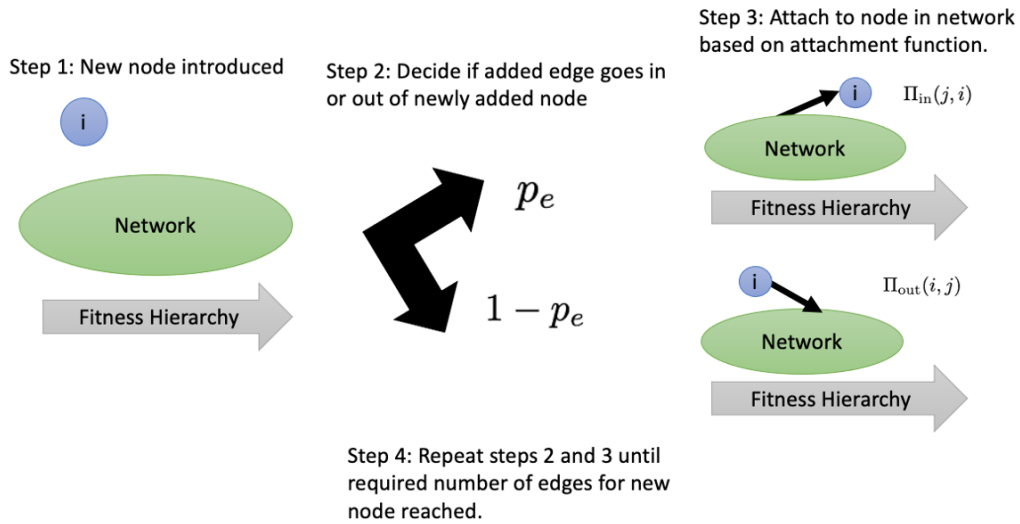 Step 1: New node introduced
i
Network
Fitness Hierarchy
Step 2: Decide if added edge goes in
or out of newly added node
pₑ
1 − pₑ
Step 3: Attach to node in network
based on attachment function.
i
Π_in(j, i)
Network
Fitness Hierarchy
i
Π_out(i, j)
Network
Fitness Hierarchy
Step 4: Repeat steps 2 and 3 until
required number of edges for new
node reached.